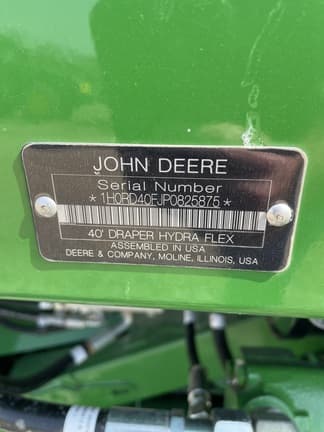 JOHN DEERE
Serial Number
* 1H0RD40FJP0825875 *
40' DRAPER HYDRA FLEX
ASSEMBLED IN USA
DEERE & COMPANY, MOLINE, ILLINOIS, USA